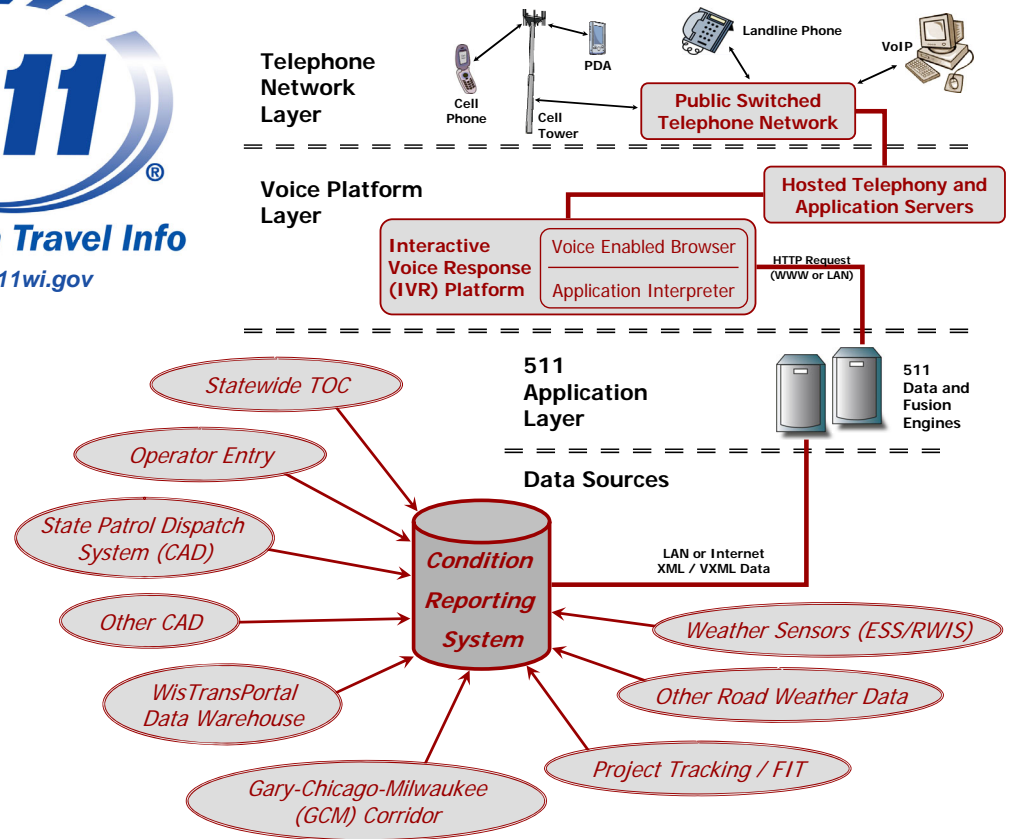 11
®
Travel Info
11wi.gov
Telephone
Network
Layer
Cell
Phone
Cell
Tower
PDA
Landline Phone
VoIP
Public Switched
Telephone Network
Voice Platform
Layer
Hosted Telephony and
Application Servers
Interactive
Voice Response
(IVR) Platform
Voice Enabled Browser
Application Interpreter
HTTP Request
(WWW or LAN)
511
Application
Layer
511
Data and
Fusion
Engines
Data Sources
LAN or Internet
XML / VXML Data
Condition
Reporting
System
Statewide TOC
Operator Entry
State Patrol Dispatch
System (CAD)
Other CAD
WisTransPortal
Data Warehouse
Gary-Chicago-Milwaukee
(GCM) Corridor
Project Tracking / FIT
Other Road Weather Data
Weather Sensors (ESS/RWIS)